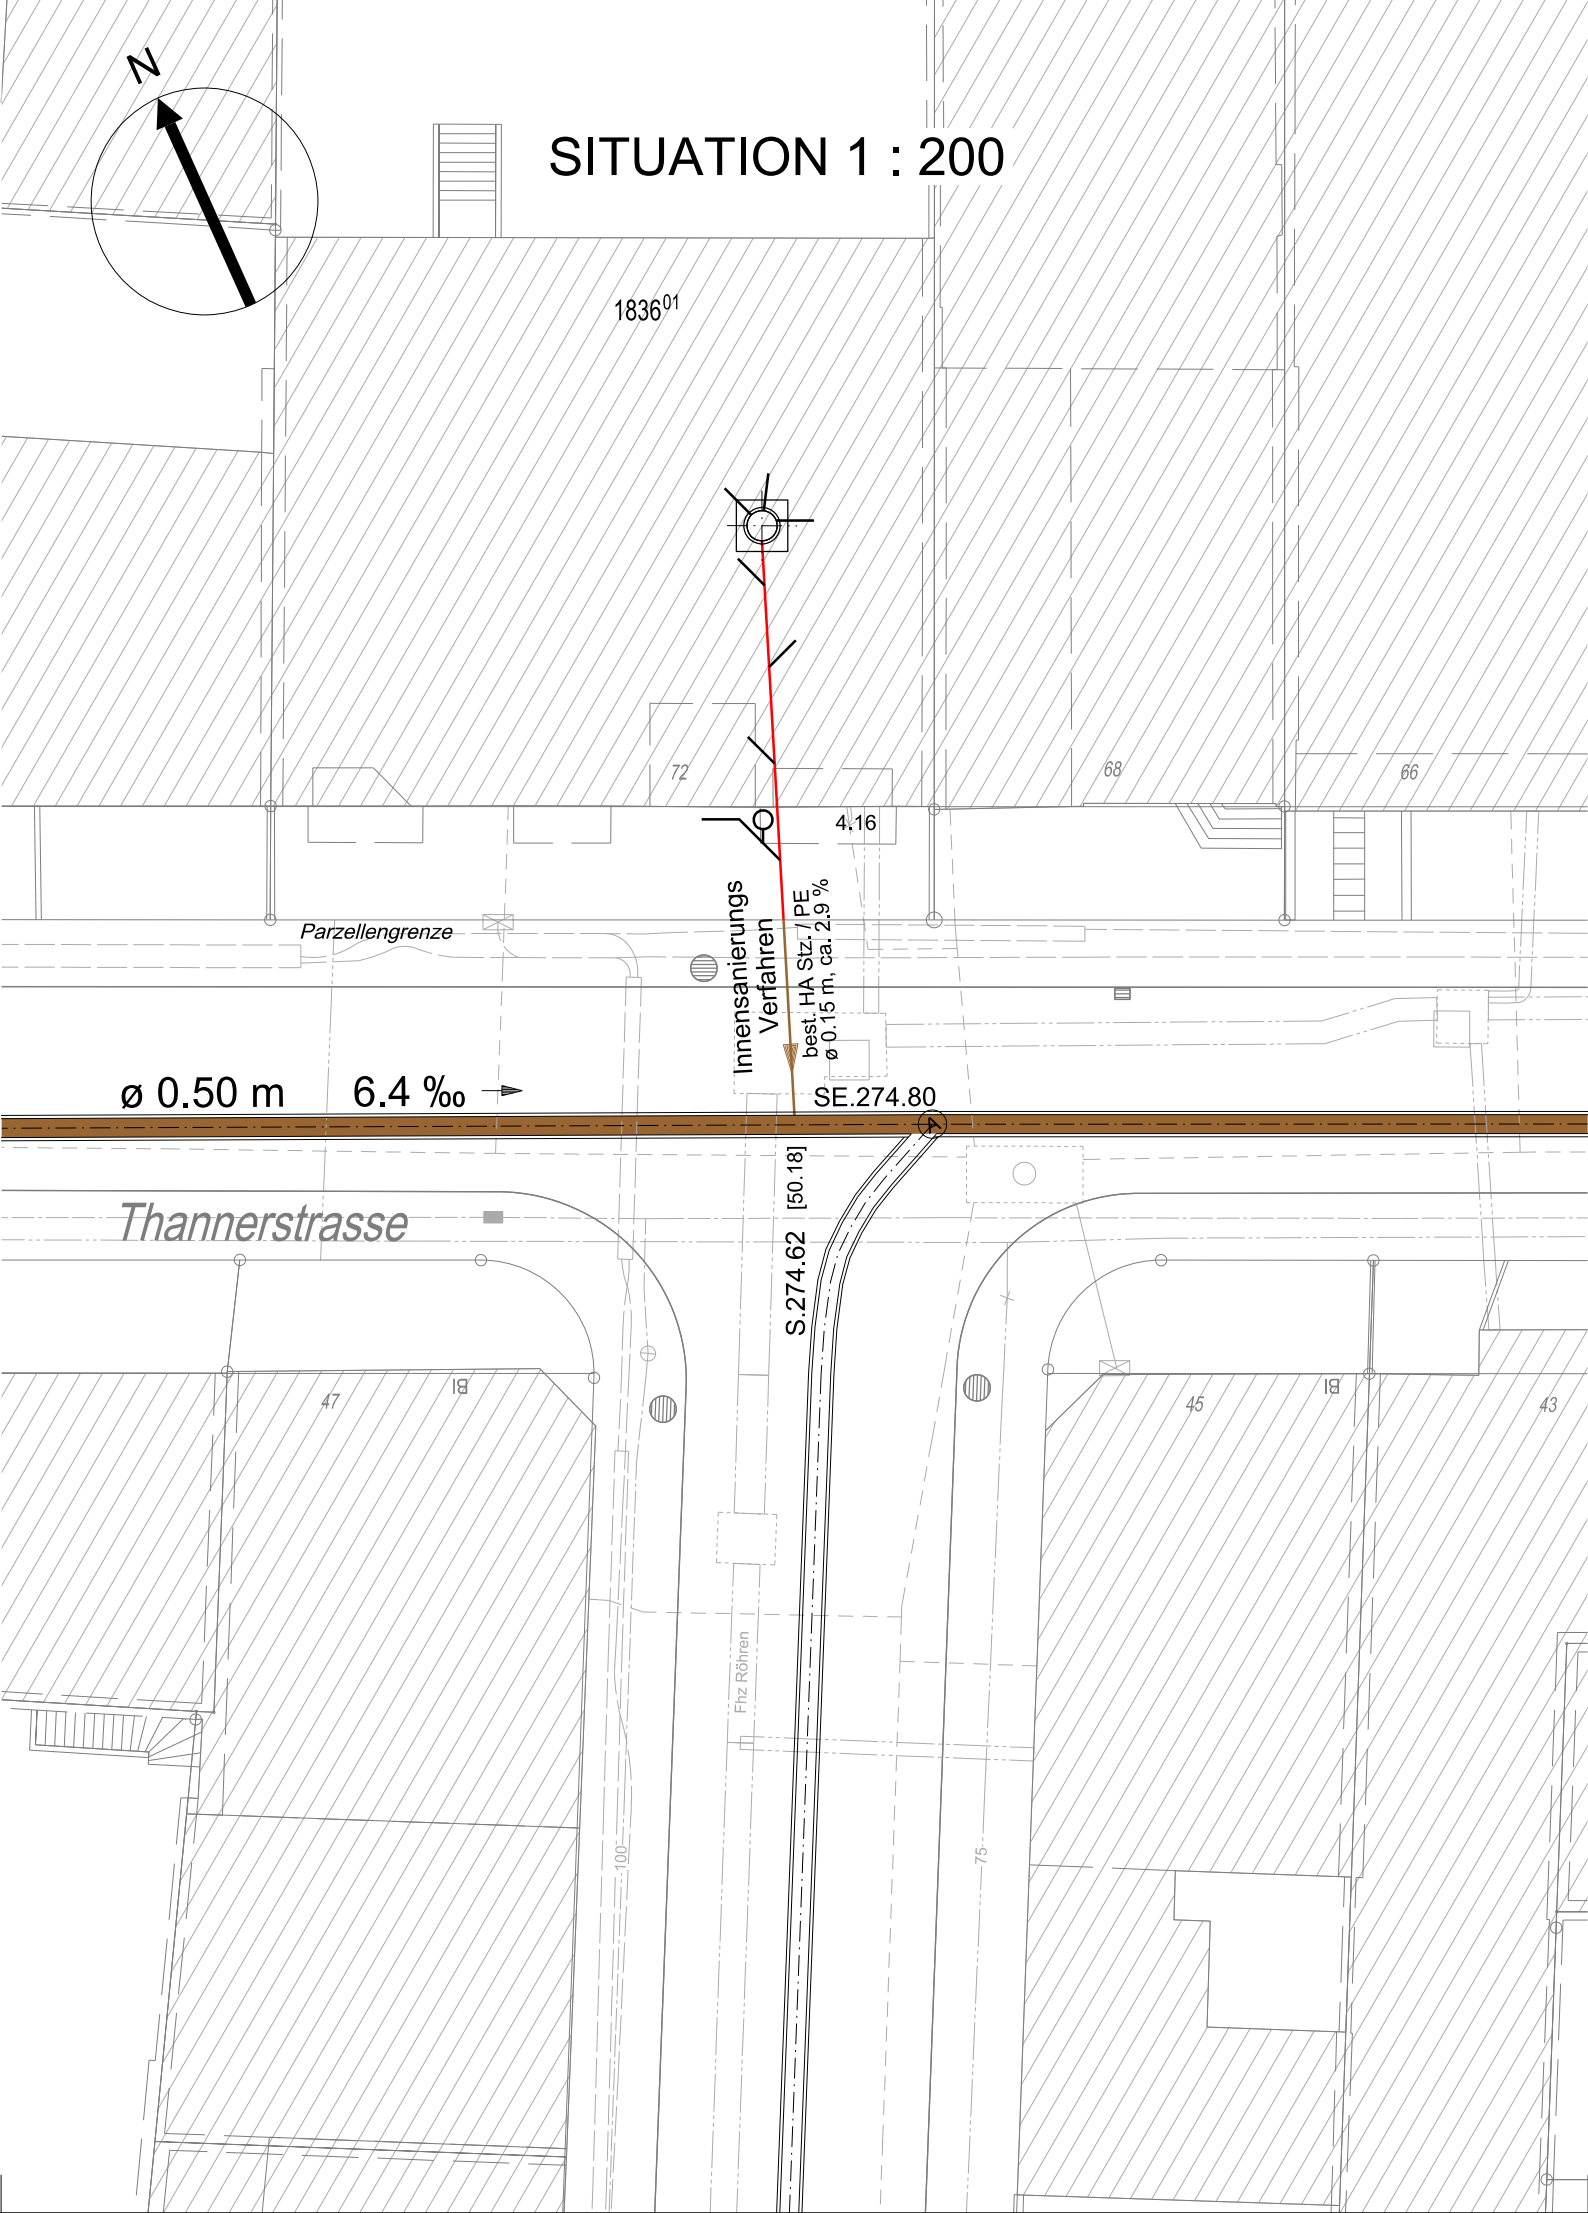 N
SITUATION 1 : 200
1836⁰¹
72
68
66
4.16
Parzellengrenze
Innensanierungs
Verfahren
best. HA Stz. / PE
ø 0.15 m, ca. 2.9 %
ø 0.50 m 6.4 ‰
SE.274.80
A
S.274.62 [50.18]
Thannerstrasse
47
BI
45
BI
43
Fhz Röhren
100
75